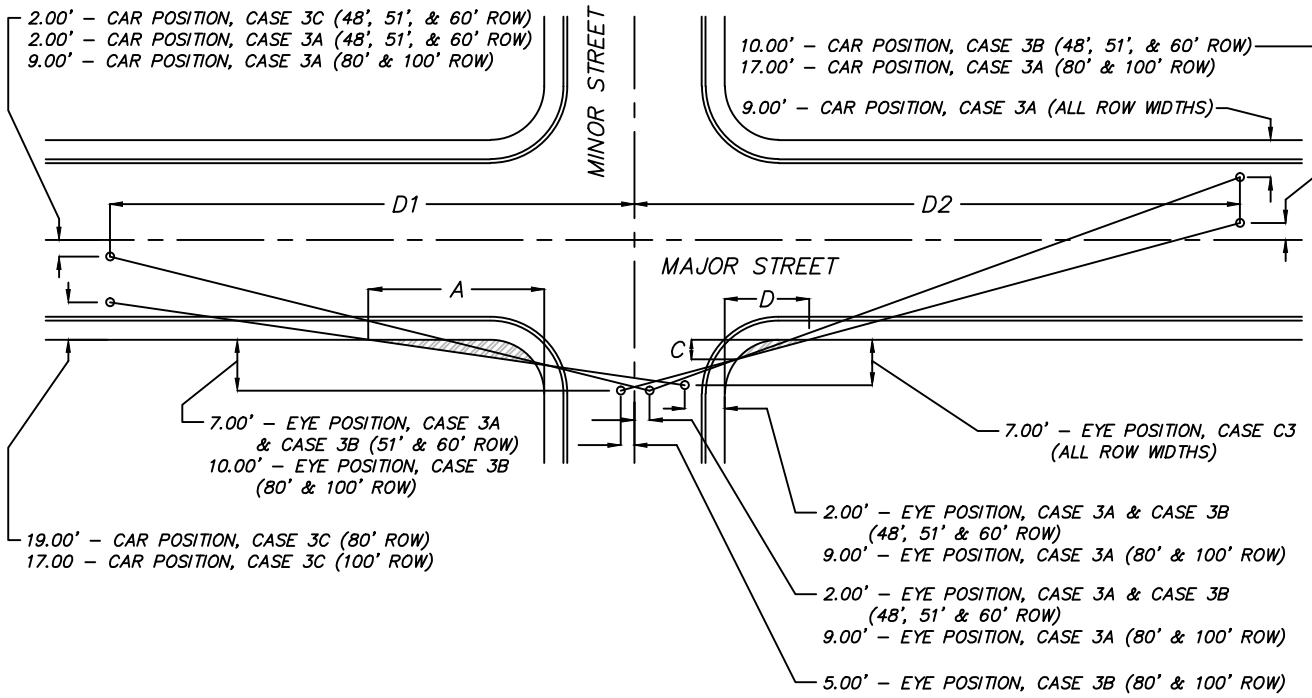 2.00' - CAR POSITION, CASE 3C (48', 51', & 60' ROW)
2.00' - CAR POSITION, CASE 3A (48', 51', & 60' ROW)
9.00' - CAR POSITION, CASE 3A (80' & 100' ROW)
MINOR STREET
10.00' - CAR POSITION, CASE 3B (48', 51', & 60' ROW)
17.00' - CAR POSITION, CASE 3A (80' & 100' ROW)
9.00' - CAR POSITION, CASE 3A (ALL ROW WIDTHS)
D1
D2
MAJOR STREET
A
D
C
7.00' - EYE POSITION, CASE 3A
& CASE 3B (51' & 60' ROW)
10.00' - EYE POSITION, CASE 3B
(80' & 100' ROW)
7.00' - EYE POSITION, CASE C3
(ALL ROW WIDTHS)
19.00' - CAR POSITION, CASE 3C (80' ROW)
17.00 - CAR POSITION, CASE 3C (100' ROW)
2.00' - EYE POSITION, CASE 3A & CASE 3B
(48', 51' & 60' ROW)
9.00' - EYE POSITION, CASE 3A (80' & 100' ROW)
2.00' - EYE POSITION, CASE 3A & CASE 3B
(48', 51' & 60' ROW)
9.00' - EYE POSITION, CASE 3A (80' & 100' ROW)
5.00' - EYE POSITION, CASE 3B (80' & 100' ROW)